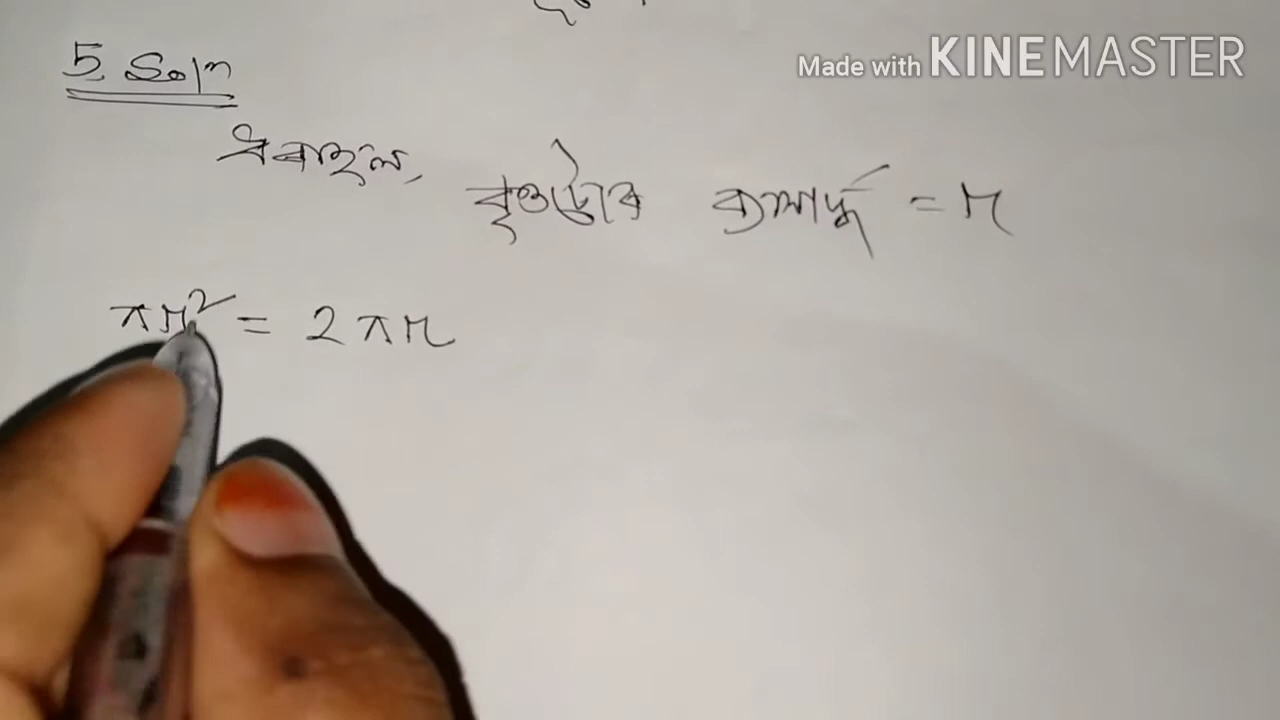 Made with KINEMASTER
5. Soln
ধৰাহ'ল,
বৃত্তটোৰ ব্যাসাৰ্দ্ধ = r
πr² = 2πr